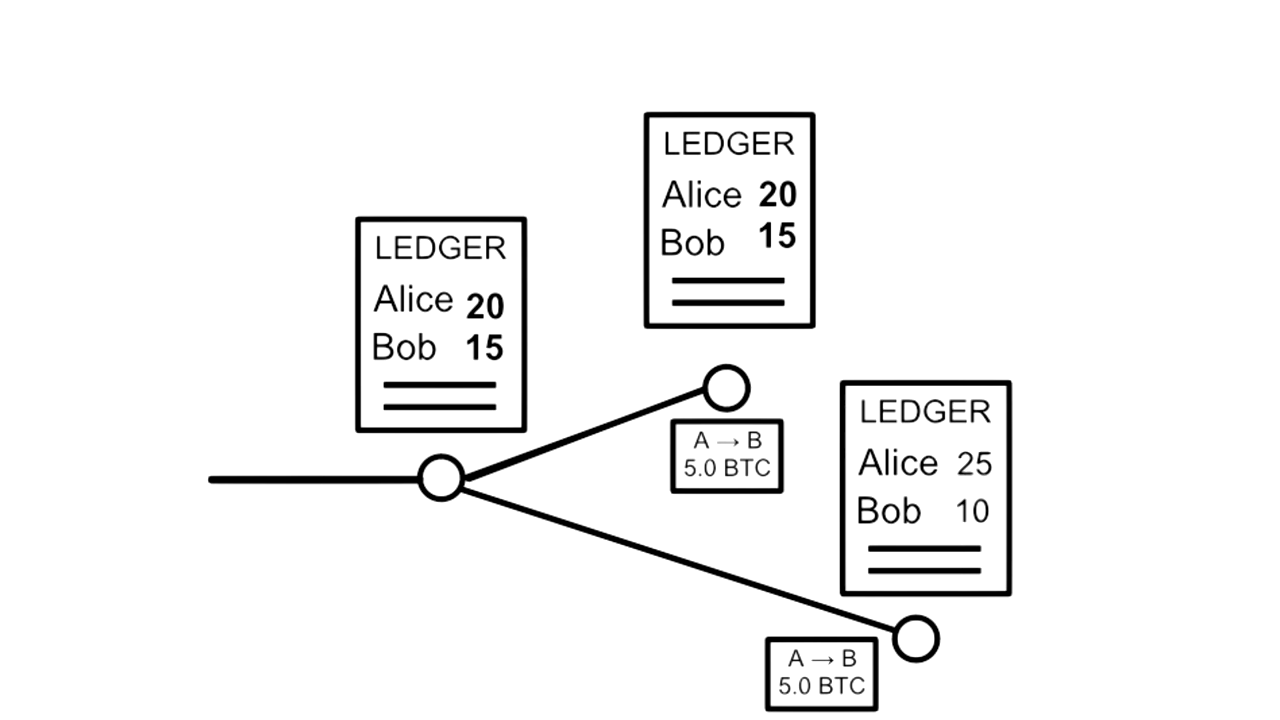 LEDGER
Alice 20
Bob 15
LEDGER
Alice 20
Bob 15
A → B
5.0 BTC
LEDGER
Alice 25
Bob 10
A → B
5.0 BTC